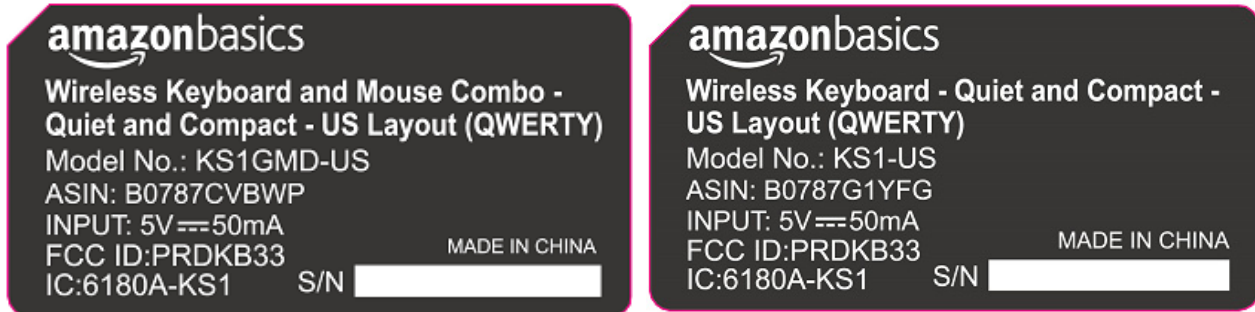 amazonbasics
Wireless Keyboard and Mouse Combo -
Quiet and Compact - US Layout (QWERTY)
Model No.: KS1GMD-US
ASIN: B0787CVBWP
INPUT: 5V⎓50mA
FCC ID:PRDKB33
MADE IN CHINA
IC:6180A-KS1
S/N
amazonbasics
Wireless Keyboard - Quiet and Compact -
US Layout (QWERTY)
Model No.: KS1-US
ASIN: B0787G1YFG
INPUT: 5V⎓50mA
FCC ID:PRDKB33
MADE IN CHINA
IC:6180A-KS1
S/N